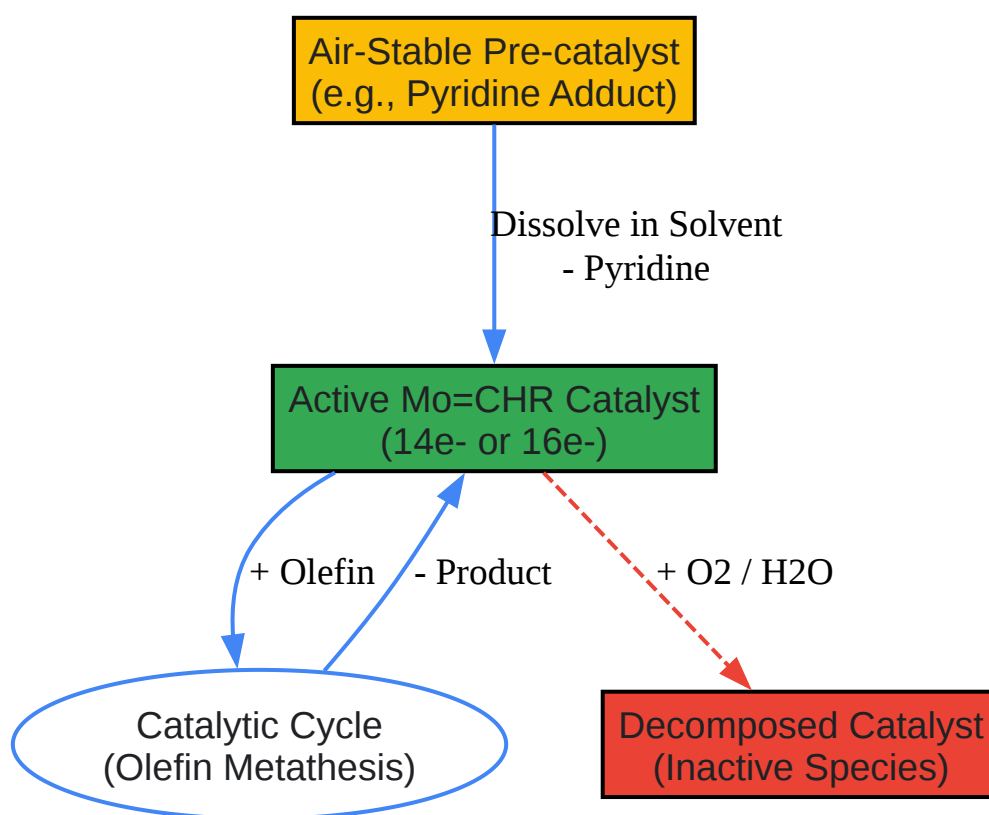 Air-Stable Pre-catalyst
(e.g., Pyridine Adduct)
Dissolve in Solvent
- Pyridine
Active Mo=CHR Catalyst
(14e- or 16e-)
+ Olefin
- Product
+ O2 / H2O
Catalytic Cycle
(Olefin Metathesis)
Decomposed Catalyst
(Inactive Species)